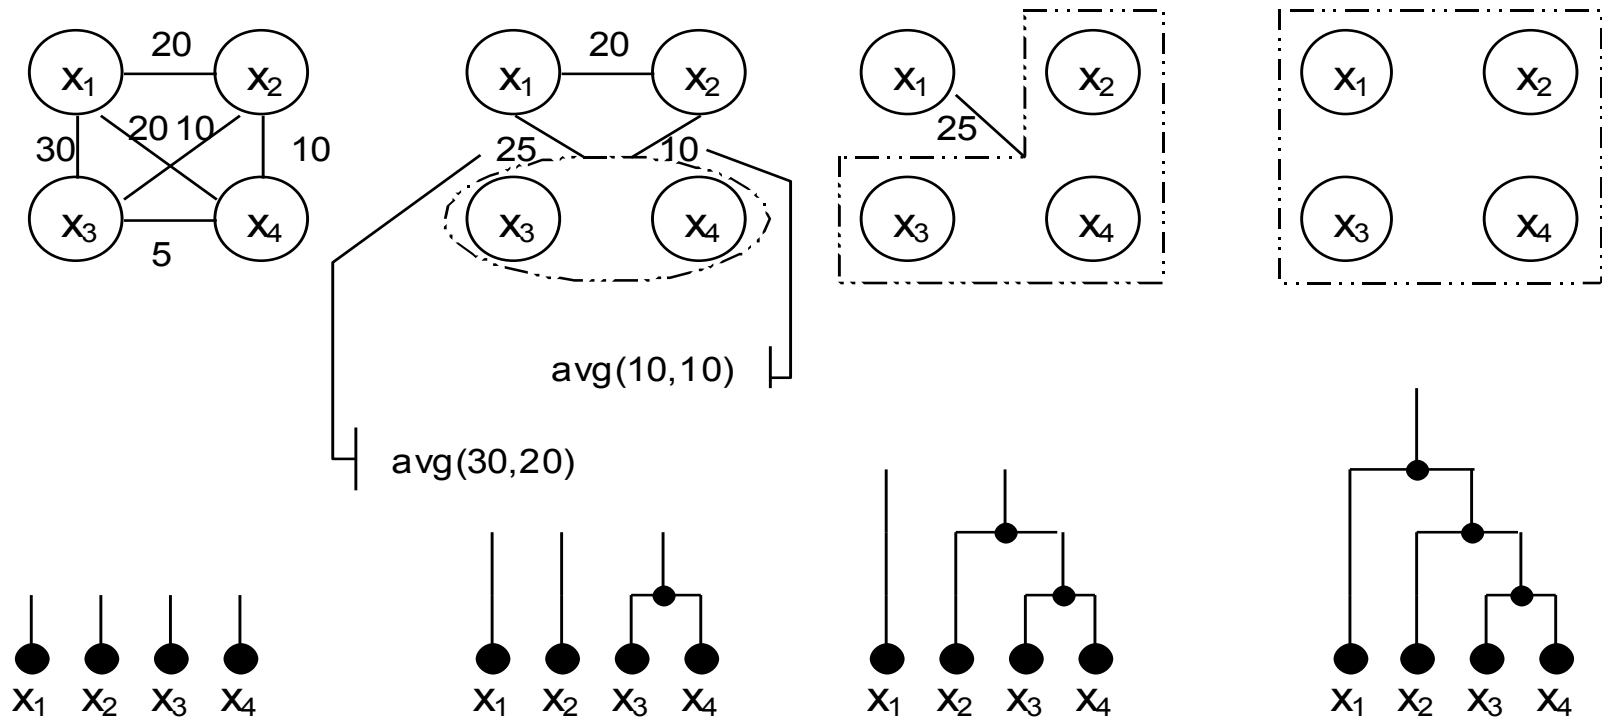 20
20
x₁ x₂
x₁ x₂
x₁ x₂
x₁ x₂
30 20 10 10
25 10
25
x₃ x₄
x₃ x₄
x₃ x₄
x₃ x₄
5
avg(10,10)
avg(30,20)
x₁ x₂ x₃ x₄
x₁ x₂ x₃ x₄
x₁ x₂ x₃ x₄
x₁ x₂ x₃ x₄